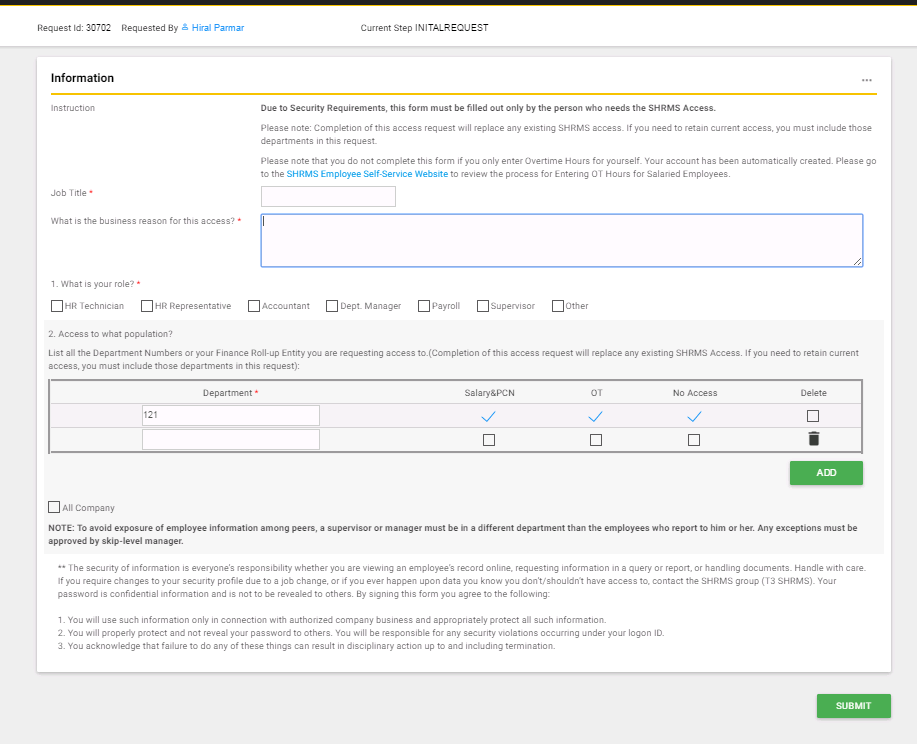 Request Id: 30702 Requested By Hiral Parmar Current Step INITALREQUEST
Information
Instruction
Due to Security Requirements, this form must be filled out only by the person who needs the SHRMS Access.
Please note: Completion of this access request will replace any existing SHRMS access. If you need to retain current access, you must include those
departments in this request.
Please note that you do not complete this form if you only enter Overtime Hours for yourself. Your account has been automatically created. Please go
to the SHRMS Employee Self-Service Website to review the process for Entering OT Hours for Salaried Employees.
Job Title *
What is the business reason for this access? *
1. What is your role? *
HR Technician HR Representative Accountant Dept. Manager Payroll Supervisor Other
2. Access to what population?
List all the Department Numbers or your Finance Roll-up Entity you are requesting access to.(Completion of this access request will replace any existing SHRMS Access. If you need to retain current
access, you must include those departments in this request):
Department * Salary&PCN OT No Access Delete
121
ADD
All Company
NOTE: To avoid exposure of employee information among peers, a supervisor or manager must be in a different department than the employees who report to him or her. Any exceptions must be
approved by skip-level manager.
** The security of information is everyone's responsibility whether you are viewing an employee's record online, requesting information in a query or report, or handling documents. Handle with care.
If you require changes to your security profile due to a job change, or if you ever happen upon data you know you don't/shouldn't have access to, contact the SHRMS group (T3 SHRMS). Your
password is confidential information and is not to be revealed to others. By signing this form you agree to the following:
1. You will use such information only in connection with authorized company business and appropriately protect all such information.
2. You will properly protect and not reveal your password to others. You will be responsible for any security violations occurring under your logon ID.
3. You acknowledge that failure to do any of these things can result in disciplinary action up to and including termination.
SUBMIT